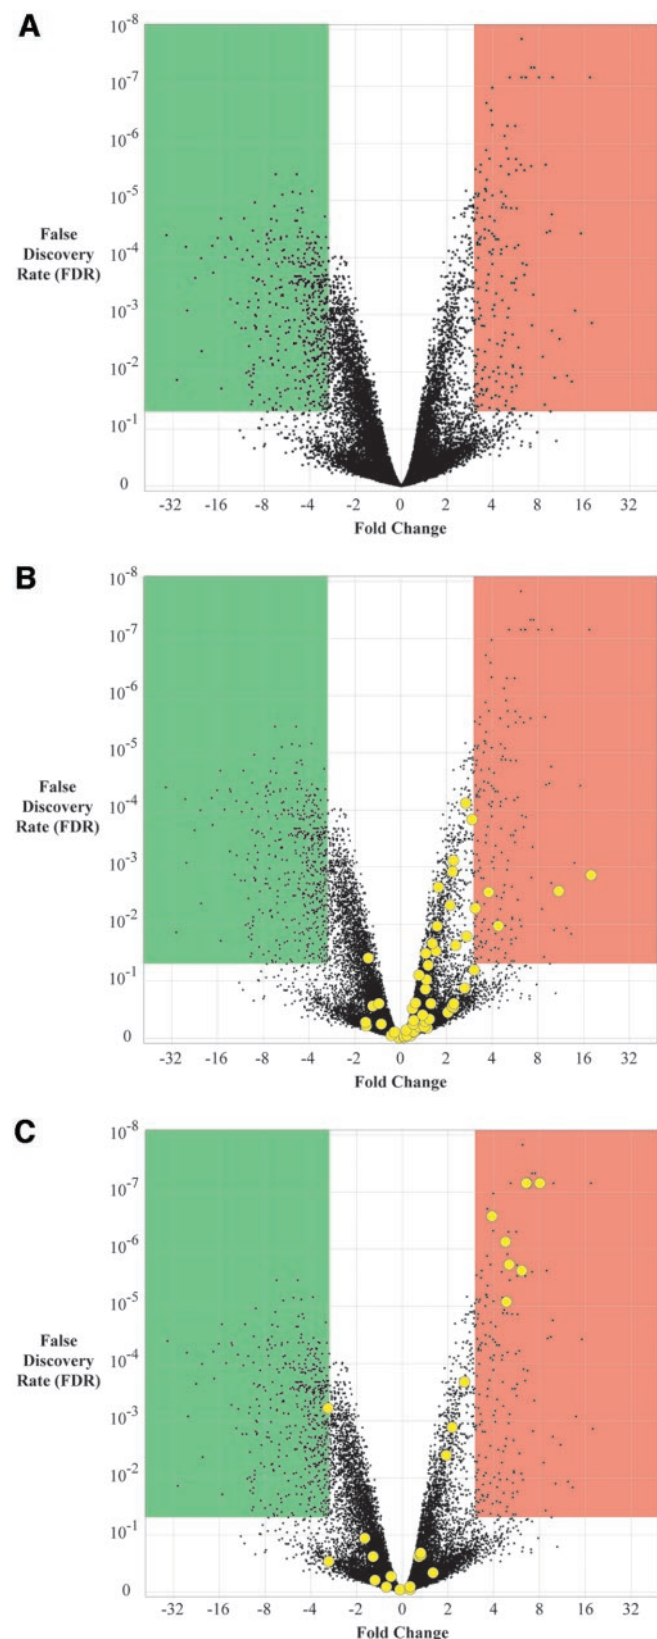 A
10-8
10-7
10-6
10-5
False
Discovery
Rate (FDR)
10-4
10-3
10-2
10-1
0
-32 -16 -8 -4 -2 0 2 4 8 16 32
Fold Change
B
10-8
10-7
10-6
10-5
False
Discovery
Rate (FDR)
10-4
10-3
10-2
10-1
0
-32 -16 -8 -4 -2 0 2 4 8 16 32
Fold Change
C
10-8
10-7
10-6
10-5
False
Discovery
Rate (FDR)
10-4
10-3
10-2
10-1
0
-32 -16 -8 -4 -2 0 2 4 8 16 32
Fold Change